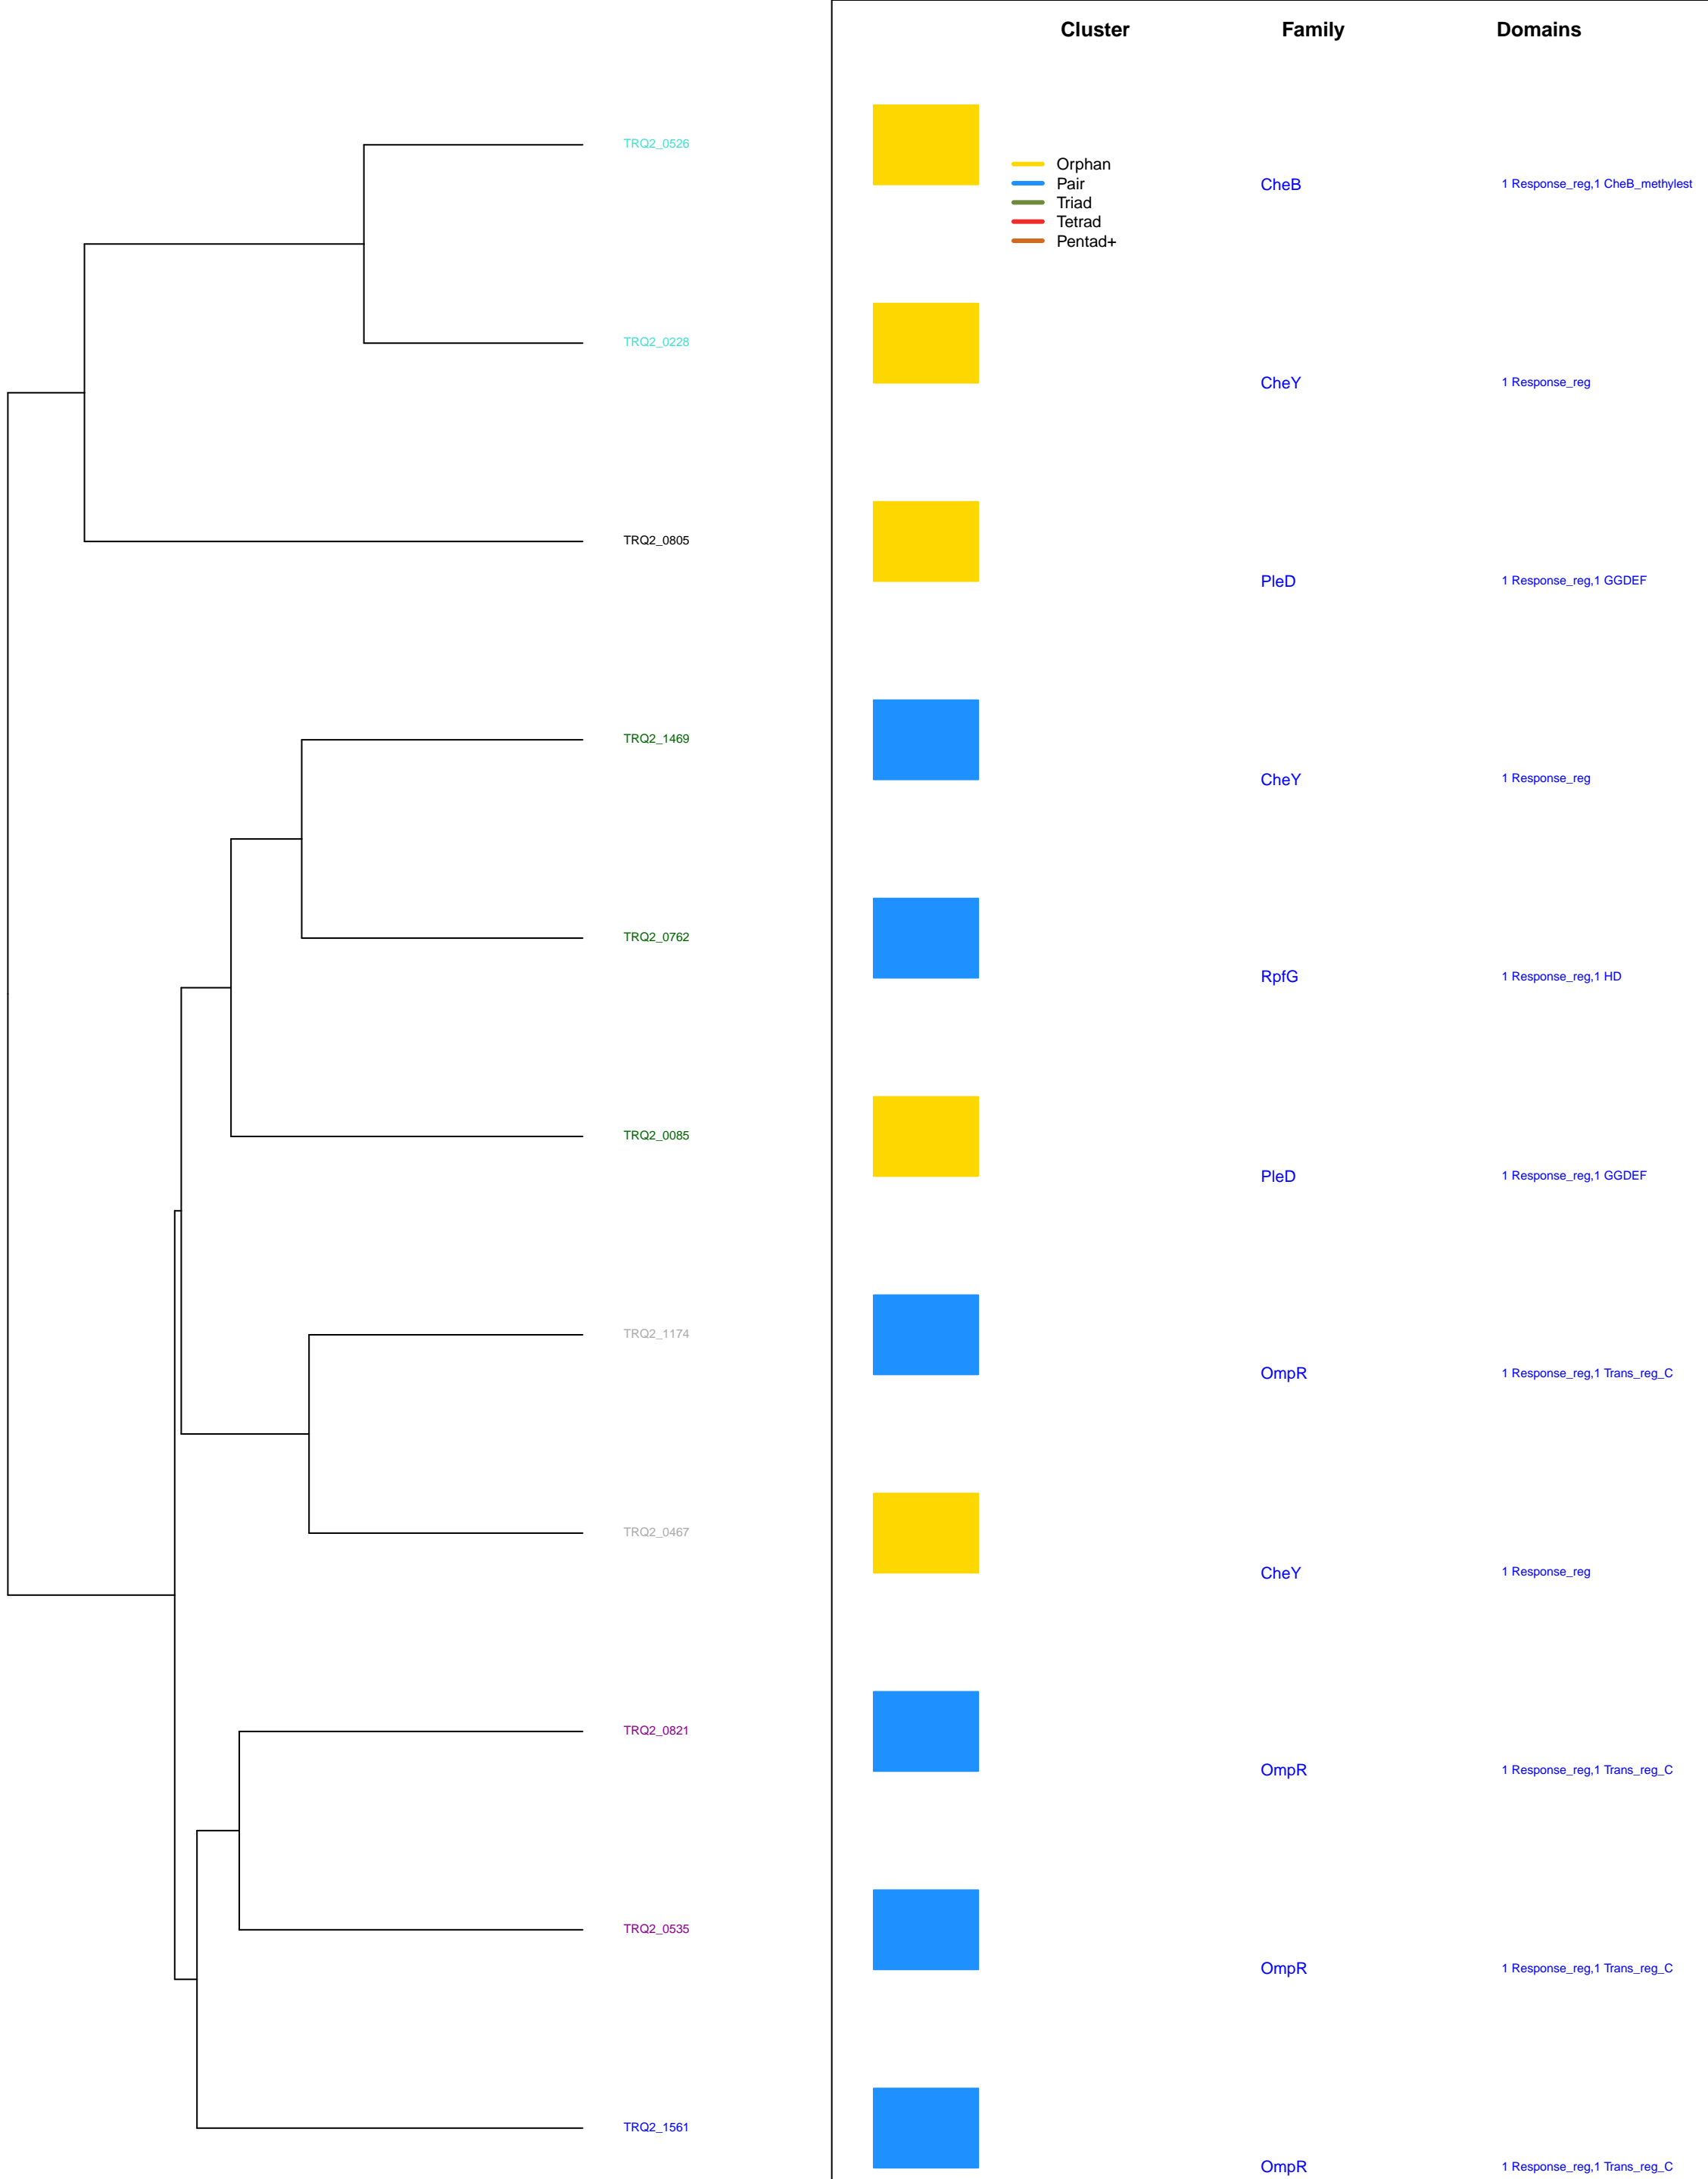 Cluster Family Domains
TRQ2_0526
Orphan
Pair
Triad
Tetrad
Pentad+
CheB 1 Response_reg,1 CheB_methylest
TRQ2_0228
CheY 1 Response_reg
TRQ2_0805
PleD 1 Response_reg,1 GGDEF
TRQ2_1469
CheY 1 Response_reg
TRQ2_0762
RpfG 1 Response_reg,1 HD
TRQ2_0085
PleD 1 Response_reg,1 GGDEF
TRQ2_1174
OmpR 1 Response_reg,1 Trans_reg_C
TRQ2_0467
CheY 1 Response_reg
TRQ2_0821
OmpR 1 Response_reg,1 Trans_reg_C
TRQ2_0535
OmpR 1 Response_reg,1 Trans_reg_C
TRQ2_1561
OmpR 1 Response_reg,1 Trans_reg_C